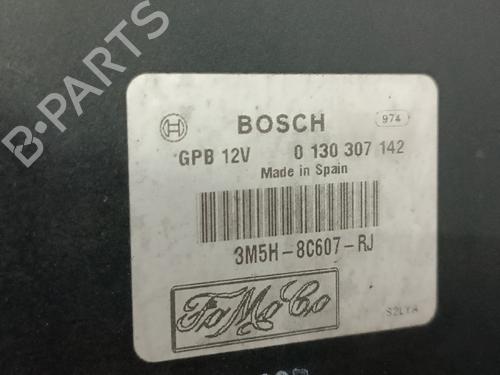 B-PARTS
BOSCH
974
GPB 12V 0 130 307 142
Made in Spain
3M5H-8C607-RJ
FoMoCo
S2LYA